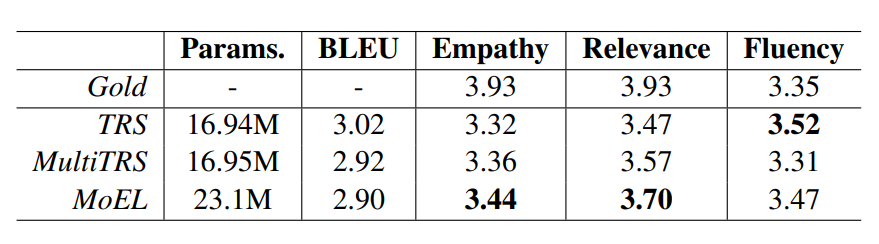 Params. BLEU Empathy Relevance Fluency
Gold - - 3.93 3.93 3.35
TRS 16.94M 3.02 3.32 3.47 3.52
MultiTRS 16.95M 2.92 3.36 3.57 3.31
MoEL 23.1M 2.90 3.44 3.70 3.47